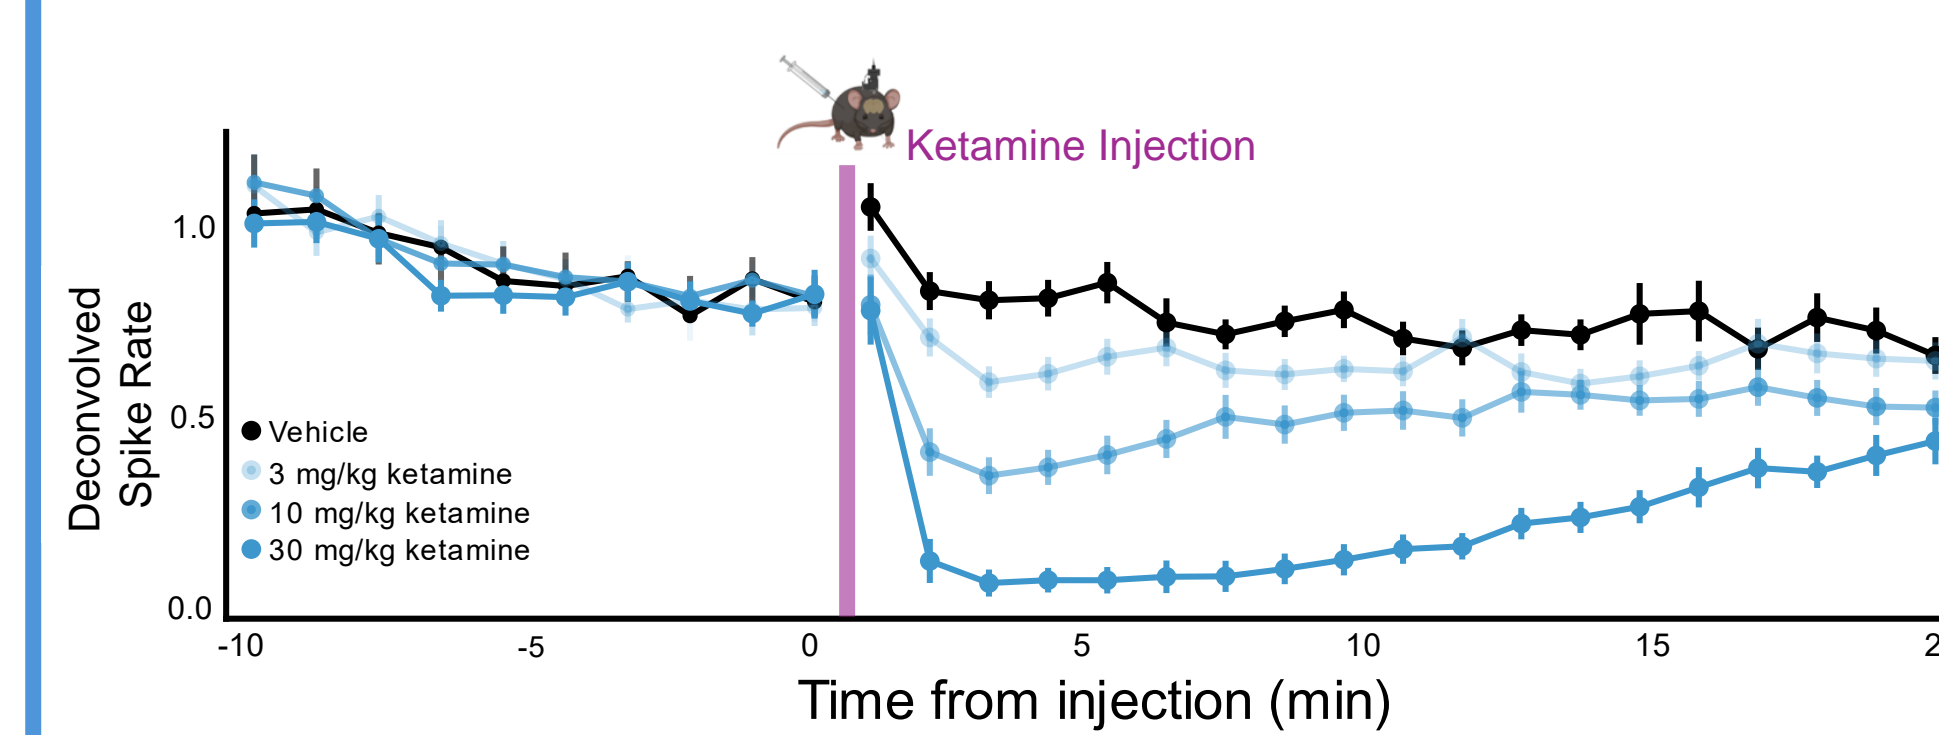 Ketamine Injection
1.0
0.5
0.0
Deconvolved
Spike Rate
Vehicle
3 mg/kg ketamine
10 mg/kg ketamine
30 mg/kg ketamine
-10 -5 0 5 10 15 2
Time from injection (min)